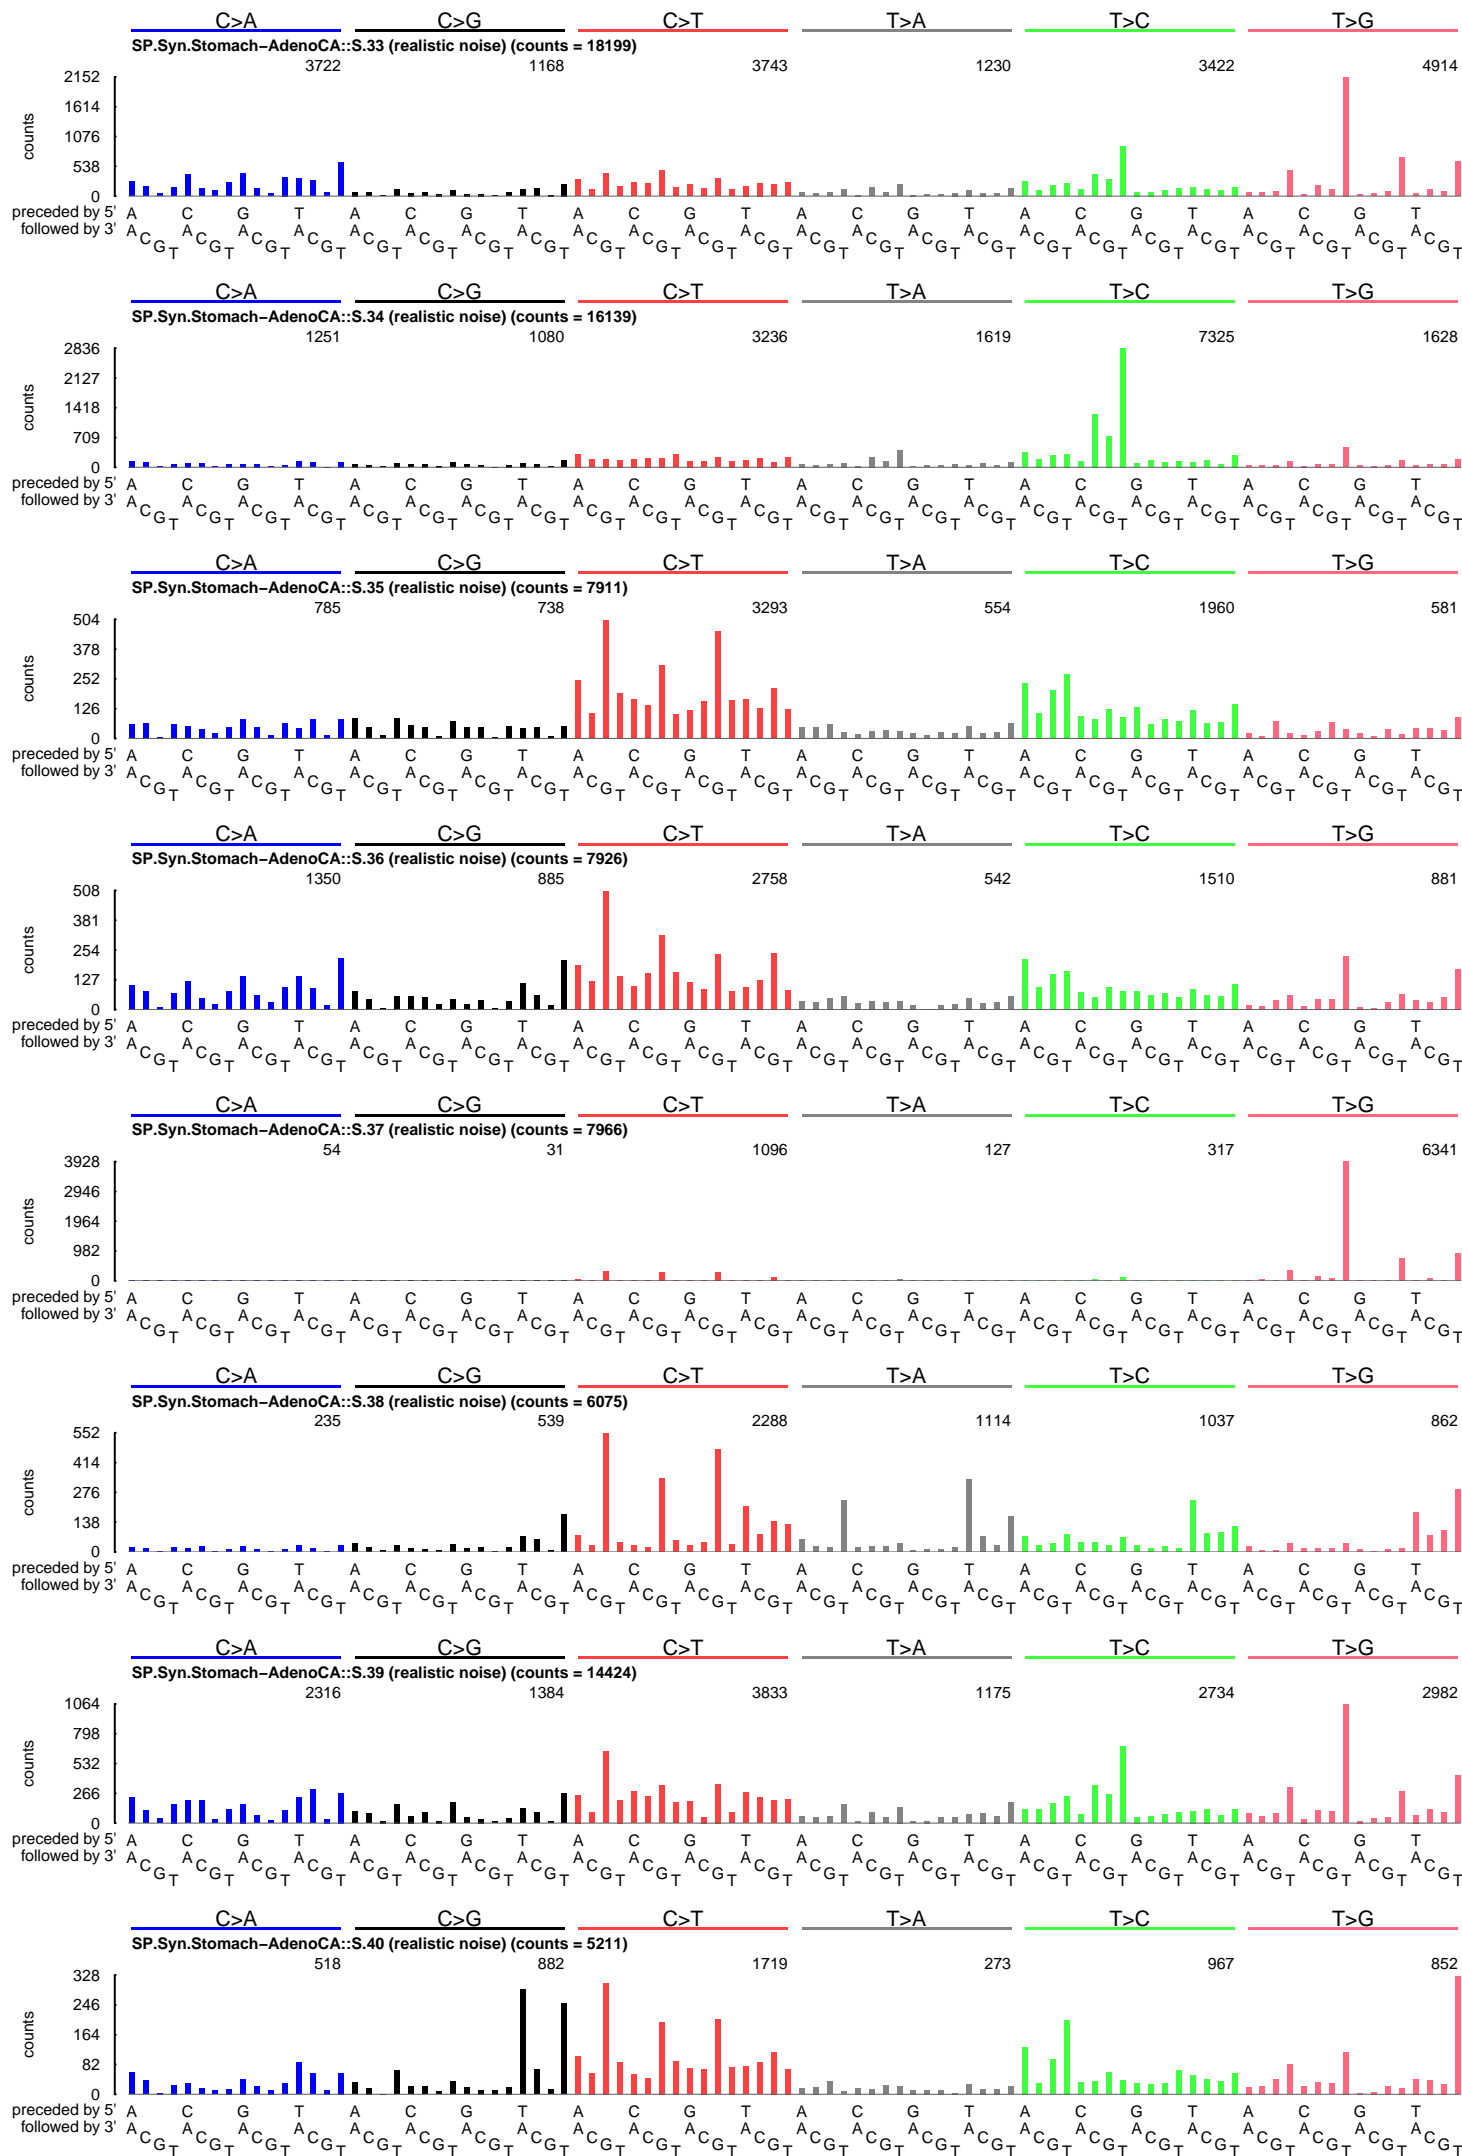 C>A C>G C>T T>A T>C T>G
SP.Syn.Stomach−AdenoCA::S.33 (realistic noise) (counts = 18199)
3722 1168 3743 1230 3422 4914
2152
1614
1076
538
0
counts
preceded by 5' A C G T A C G T A C G T A C G T A C G T A C G T
followed by 3' A C G T A C G T A C G T A C G T A C G T A C G T A C G T A C G T A C G T A C G T A C G T A C G T A C G T A C G T A C G T A C G T A C G T A C G T A C G T A C G T A C G T A C G T A C G T A C G T
C>A C>G C>T T>A T>C T>G
SP.Syn.Stomach−AdenoCA::S.34 (realistic noise) (counts = 16139)
1251 1080 3236 1619 7325 1628
2836
2127
1418
709
0
counts
preceded by 5' A C G T A C G T A C G T A C G T A C G T A C G T
followed by 3' A C G T A C G T A C G T A C G T A C G T A C G T A C G T A C G T A C G T A C G T A C G T A C G T A C G T A C G T A C G T A C G T A C G T A C G T A C G T A C G T A C G T A C G T A C G T A C G T
C>A C>G C>T T>A T>C T>G
SP.Syn.Stomach−AdenoCA::S.35 (realistic noise) (counts = 7911)
785 738 3293 554 1960 581
504
378
252
126
0
counts
preceded by 5' A C G T A C G T A C G T A C G T A C G T A C G T
followed by 3' A C G T A C G T A C G T A C G T A C G T A C G T A C G T A C G T A C G T A C G T A C G T A C G T A C G T A C G T A C G T A C G T A C G T A C G T A C G T A C G T A C G T A C G T A C G T A C G T
C>A C>G C>T T>A T>C T>G
SP.Syn.Stomach−AdenoCA::S.36 (realistic noise) (counts = 7926)
1350 885 2758 542 1510 881
508
381
254
127
0
counts
preceded by 5' A C G T A C G T A C G T A C G T A C G T A C G T
followed by 3' A C G T A C G T A C G T A C G T A C G T A C G T A C G T A C G T A C G T A C G T A C G T A C G T A C G T A C G T A C G T A C G T A C G T A C G T A C G T A C G T A C G T A C G T A C G T A C G T
C>A C>G C>T T>A T>C T>G
SP.Syn.Stomach−AdenoCA::S.37 (realistic noise) (counts = 7966)
54 31 1096 127 317 6341
3928
2946
1964
982
0
counts
preceded by 5' A C G T A C G T A C G T A C G T A C G T A C G T
followed by 3' A C G T A C G T A C G T A C G T A C G T A C G T A C G T A C G T A C G T A C G T A C G T A C G T A C G T A C G T A C G T A C G T A C G T A C G T A C G T A C G T A C G T A C G T A C G T A C G T
C>A C>G C>T T>A T>C T>G
SP.Syn.Stomach−AdenoCA::S.38 (realistic noise) (counts = 6075)
235 539 2288 1114 1037 862
552
414
276
138
0
counts
preceded by 5' A C G T A C G T A C G T A C G T A C G T A C G T
followed by 3' A C G T A C G T A C G T A C G T A C G T A C G T A C G T A C G T A C G T A C G T A C G T A C G T A C G T A C G T A C G T A C G T A C G T A C G T A C G T A C G T A C G T A C G T A C G T A C G T
C>A C>G C>T T>A T>C T>G
SP.Syn.Stomach−AdenoCA::S.39 (realistic noise) (counts = 14424)
2316 1384 3833 1175 2734 2982
1064
798
532
266
0
counts
preceded by 5' A C G T A C G T A C G T A C G T A C G T A C G T
followed by 3' A C G T A C G T A C G T A C G T A C G T A C G T A C G T A C G T A C G T A C G T A C G T A C G T A C G T A C G T A C G T A C G T A C G T A C G T A C G T A C G T A C G T A C G T A C G T A C G T
C>A C>G C>T T>A T>C T>G
SP.Syn.Stomach−AdenoCA::S.40 (realistic noise) (counts = 5211)
518 882 1719 273 967 852
328
246
164
82
0
counts
preceded by 5' A C G T A C G T A C G T A C G T A C G T A C G T
followed by 3' A C G T A C G T A C G T A C G T A C G T A C G T A C G T A C G T A C G T A C G T A C G T A C G T A C G T A C G T A C G T A C G T A C G T A C G T A C G T A C G T A C G T A C G T A C G T A C G T